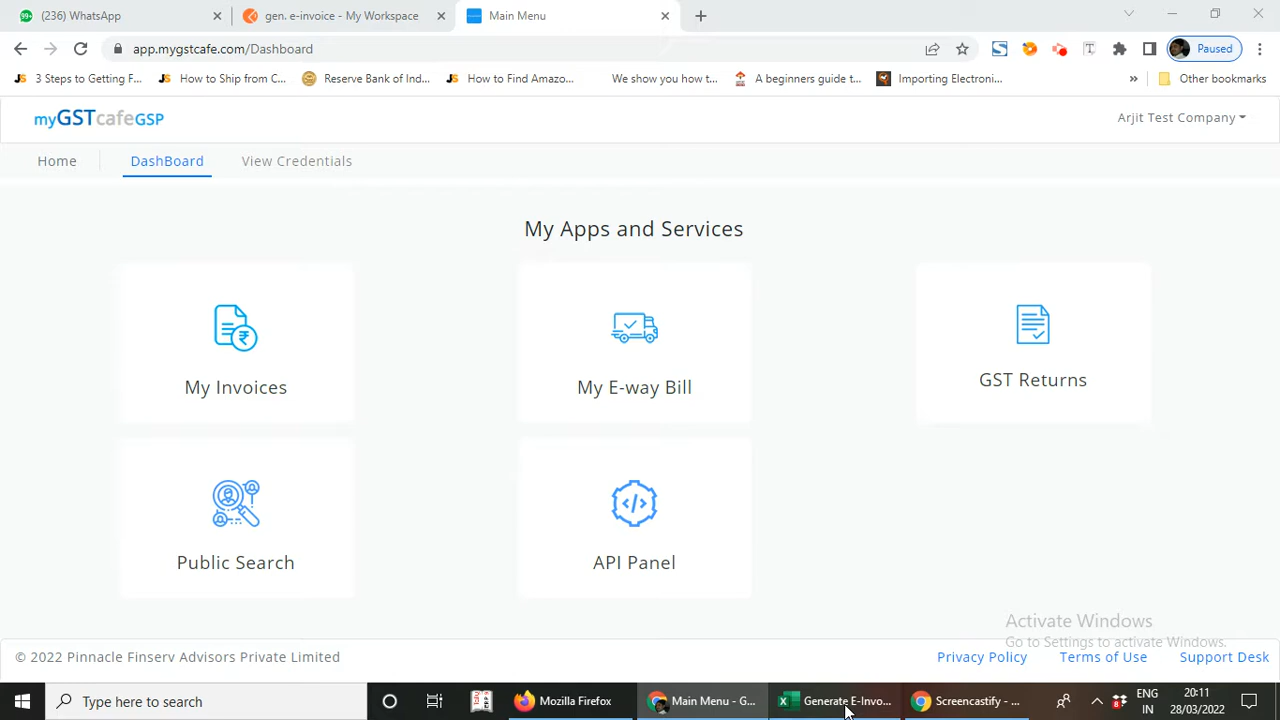 99+ (236) WhatsApp
gen. e-invoice - My Workspace
Main Menu
app.mygstcafe.com/Dashboard
Paused
3 Steps to Getting F...
How to Ship from C...
Reserve Bank of Ind...
How to Find Amazo...
We show you how t...
A beginners guide t...
Importing Electroni...
»
Other bookmarks
myGSTcafeGSP
Arjit Test Company
Home
DashBoard
View Credentials
My Apps and Services
My Invoices
My E-way Bill
GST Returns
Public Search
API Panel
Activate Windows
Go to Settings to activate Windows.
© 2022 Pinnacle Finserv Advisors Private Limited
Privacy Policy
Terms of Use
Support Desk
Type here to search
Mozilla Firefox
Main Menu - G...
Generate E-Invo...
Screencastify - ...
ENG
IN
20:11
28/03/2022